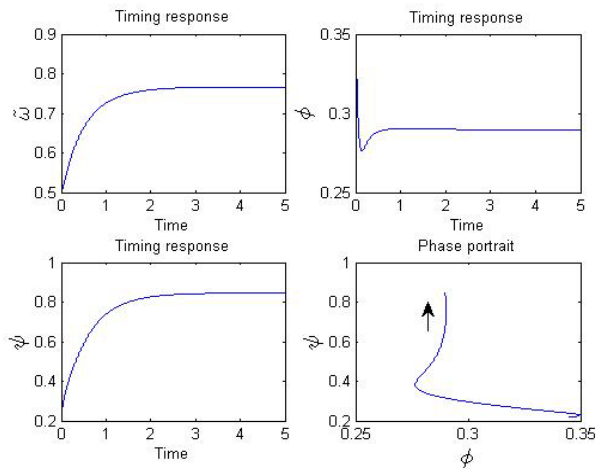 Timing response
0.9
0.8
0.7
0.6
0.5
ω̃
0 1 2 3 4 5
Time
Timing response
0.35
0.3
0.25
ϕ
0 1 2 3 4 5
Time
Timing response
1
0.8
0.6
0.4
0.2
ψ
0 1 2 3 4 5
Time
Phase portrait
1
0.8
0.6
0.4
0.2
ψ
0.25 0.3 0.35
ϕ